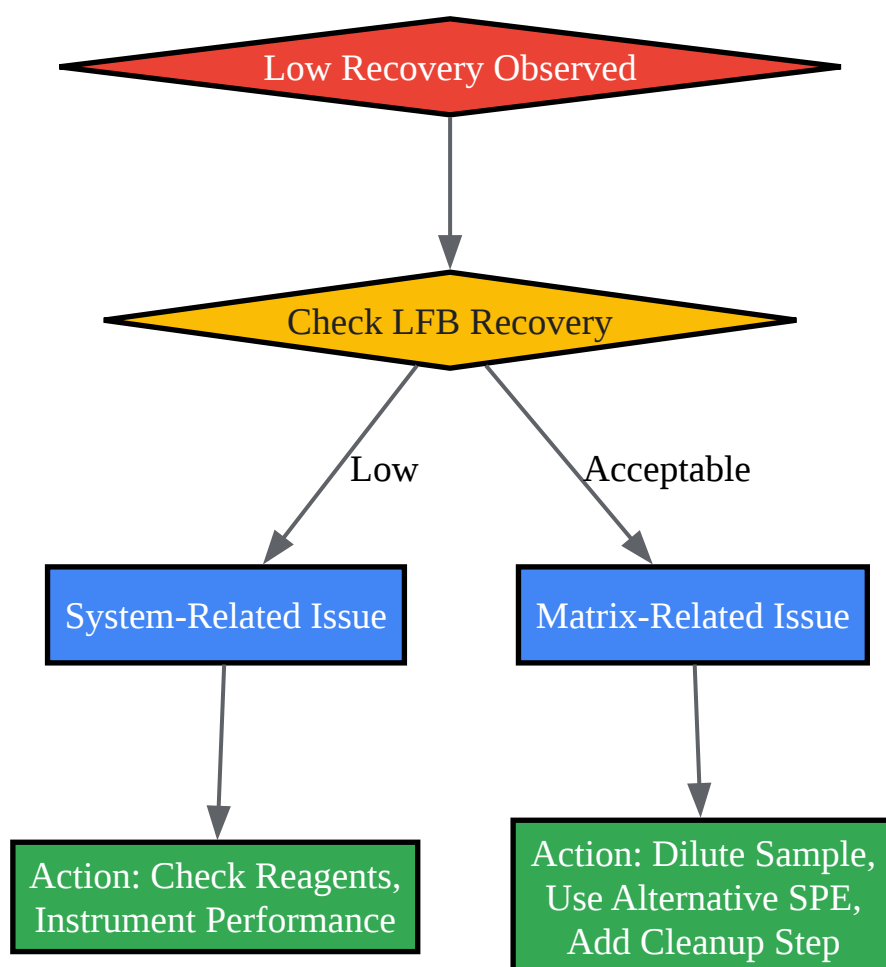 Low Recovery Observed
Check LFB Recovery
Low
Acceptable
System-Related Issue
Matrix-Related Issue
Action: Check Reagents,
Instrument Performance
Action: Dilute Sample,
Use Alternative SPE,
Add Cleanup Step